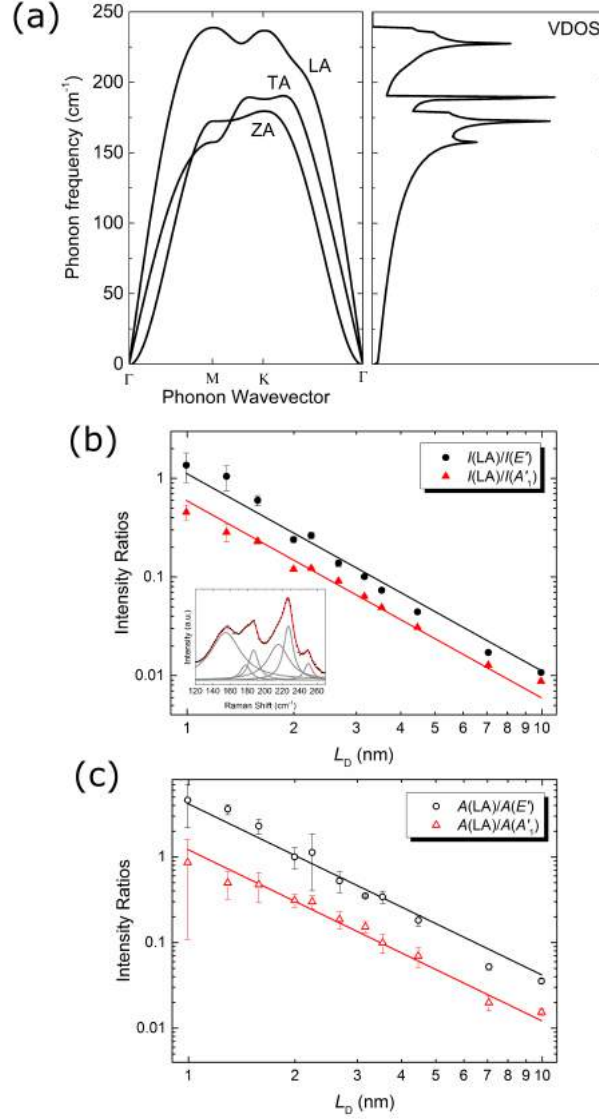 (a)
250
200
150
100
50
0
Phonon frequency (cm⁻¹)
LA
TA
ZA
Γ M K Γ
Phonon Wavevector
VDOS
(b)
I(LA)/I(E')
I(LA)/I(A'₁)
1
0.1
0.01
Intensity Ratios
Intensity (a.u.)
120 140 160 180 200 220 240 260
Raman Shift (cm⁻¹)
1 2 3 4 5 6 7 8 9 10
L_D (nm)
(c)
A(LA)/A(E')
A(LA)/A(A'₁)
1
0.1
0.01
Intensity Ratios
1 2 3 4 5 6 7 8 9 10
L_D (nm)